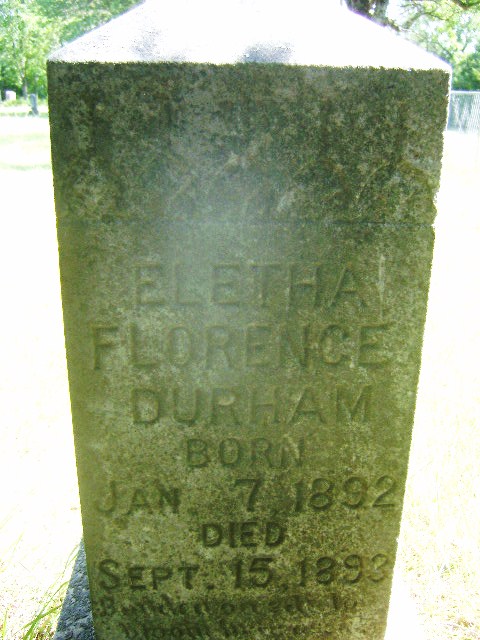 ELETHA
FLORENCE
DURHAM
BORN
JAN. 7, 1892
DIED
SEPT. 15, 1893